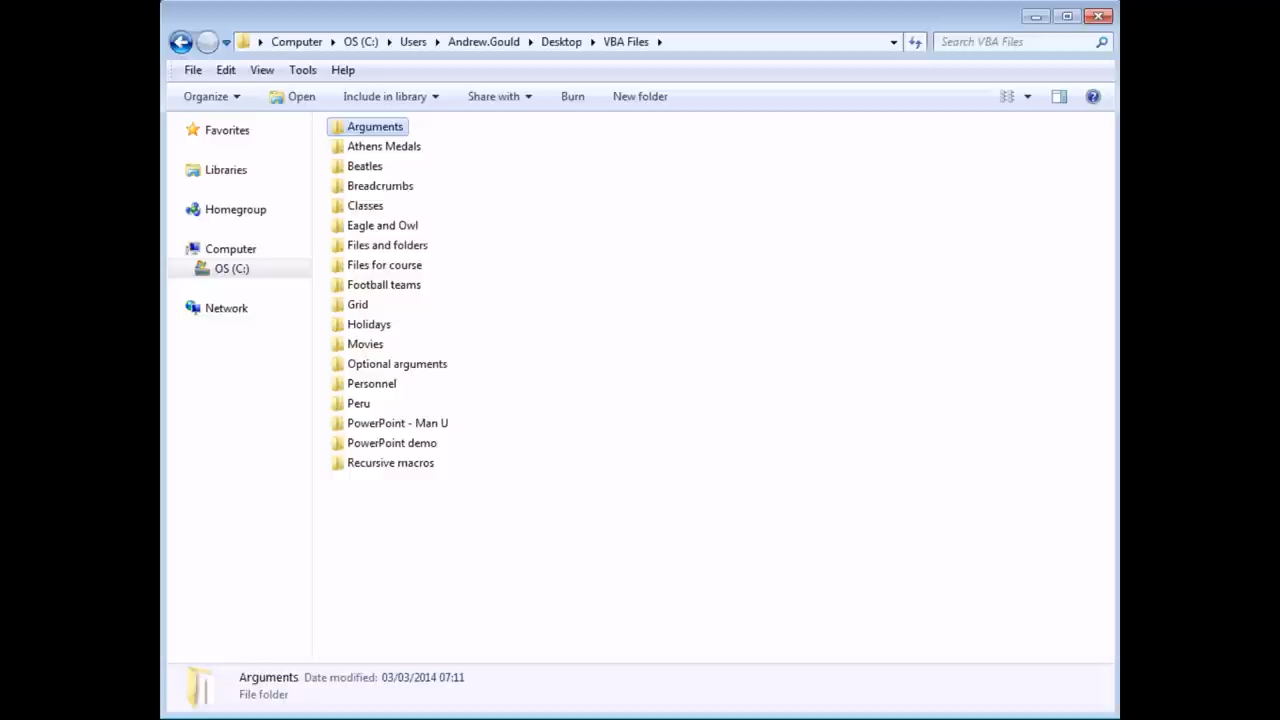 Computer OS (C:) Users Andrew.Gould Desktop VBA Files Search VBA Files
File Edit View Tools Help
Organize Open Include in library Share with Burn New folder
Favorites
Libraries
Homegroup
Computer
OS (C:)
Network
Arguments
Athens Medals
Beatles
Breadcrumbs
Classes
Eagle and Owl
Files and folders
Files for course
Football teams
Grid
Holidays
Movies
Optional arguments
Personnel
Peru
PowerPoint - Man U
PowerPoint demo
Recursive macros
Arguments Date modified: 03/03/2014 07:11
File folder